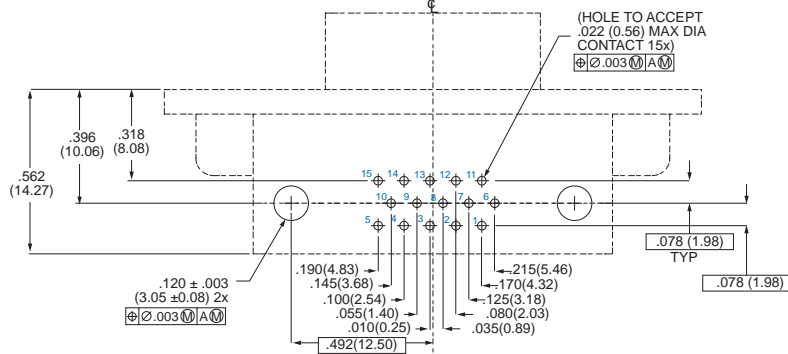 ℄
(HOLE TO ACCEPT
.022 (0.56) MAX DIA
CONTACT 15x)
⌖ Ø.003Ⓜ AⓂ
.562
(14.27)
.396
(10.06)
.318
(8.08)
15 14 13 12 11
10 9 8 7 6
5 4 3 2 1
.078 (1.98)
TYP
.078 (1.98)
.120 ± .003
(3.05 ±0.08) 2x
⌖ Ø.003Ⓜ AⓂ
.190(4.83)
.145(3.68)
.100(2.54)
.055(1.40)
.010(0.25)
.492(12.50)
.215(5.46)
.170(4.32)
.125(3.18)
.080(2.03)
.035(0.89)